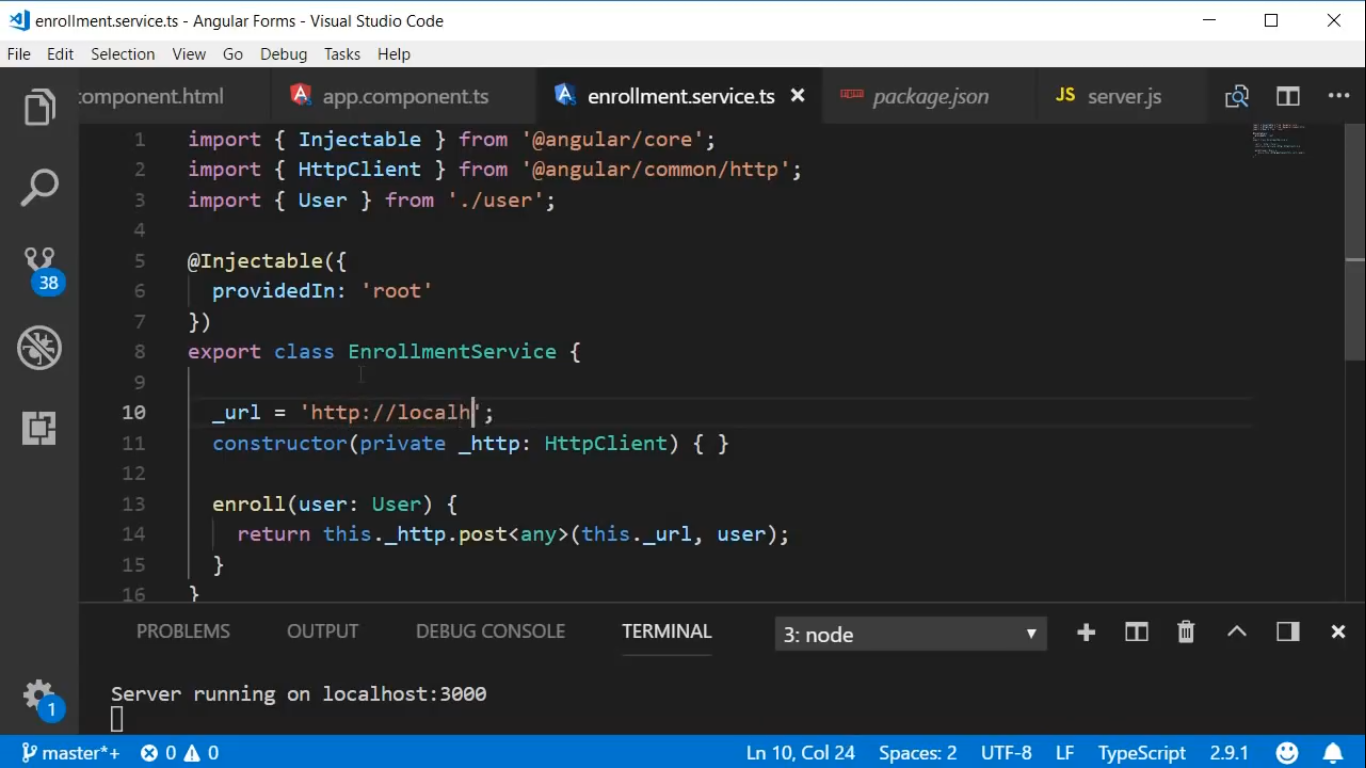 enrollment.service.ts - Angular Forms - Visual Studio Code
File Edit Selection View Go Debug Tasks Help
component.html app.component.ts enrollment.service.ts package.json JS server.js
1 import { Injectable } from '@angular/core';
2 import { HttpClient } from '@angular/common/http';
3 import { User } from './user';
4
5 @Injectable({
6 providedIn: 'root'
7 })
8 export class EnrollmentService {
9
10 _url = 'http://localh';
11 constructor(private _http: HttpClient) { }
12
13 enroll(user: User) {
14 return this._http.post<any>(this._url, user);
15 }
16 }
38
PROBLEMS OUTPUT DEBUG CONSOLE TERMINAL 3: node
Server running on localhost:3000
1
master*+ 0 0 Ln 10, Col 24 Spaces: 2 UTF-8 LF TypeScript 2.9.1